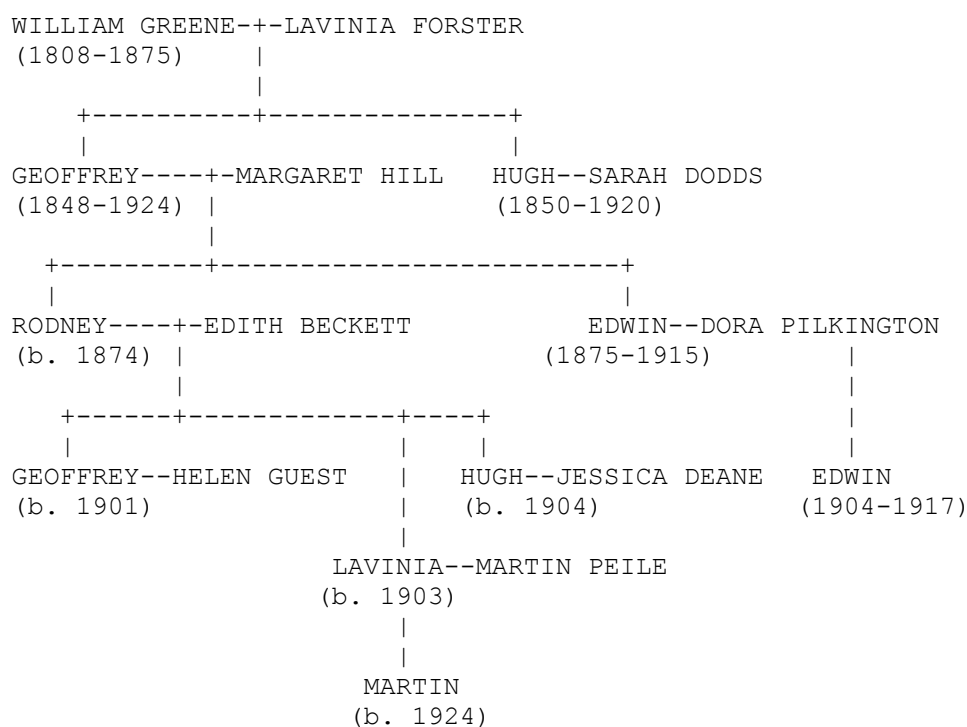 WILLIAM GREENE-+-LAVINIA FORSTER
(1808-1875)    |
               |
    +----------+---------------+
    |                          |
GEOFFREY----+-MARGARET HILL   HUGH--SARAH DODDS
(1848-1924) |                 (1850-1920)
            |
  +---------+------------------------+
  |                                  |
RODNEY----+-EDITH BECKETT          EDWIN--DORA PILKINGTON
(b. 1874) |                     (1875-1915)        |
          |                                        |
   +------+-------------+----+                     |
   |                    |    |                     |
GEOFFREY--HELEN GUEST   |  HUGH--JESSICA DEANE   EDWIN
(b. 1901)               |  (b. 1904)            (1904-1917)
                        |
                   LAVINIA--MARTIN PEILE
                  (b. 1903)
                        |
                        |
                     MARTIN
                    (b. 1924)